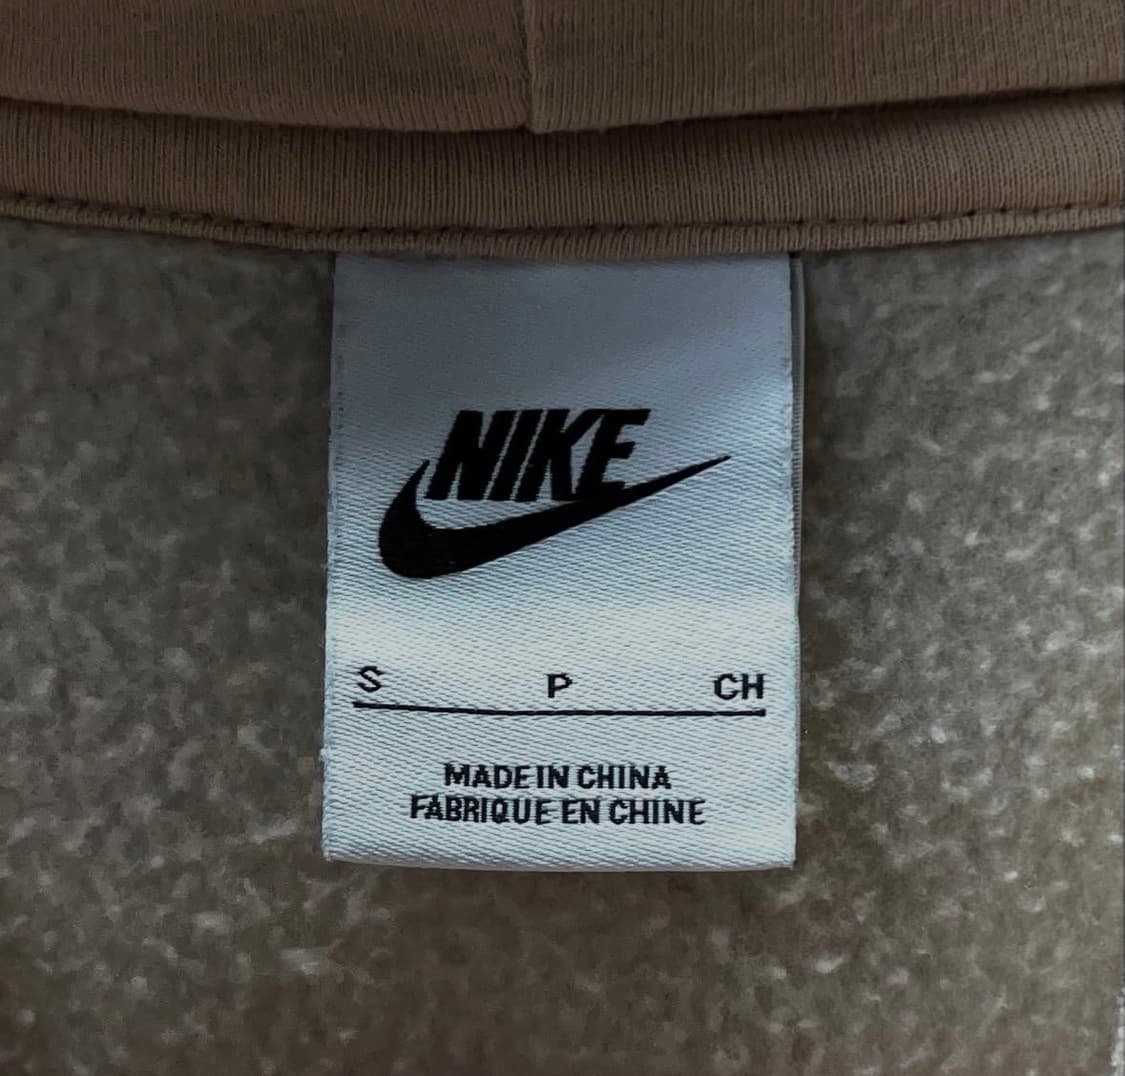 NIKE
S P CH
MADE IN CHINA
FABRIQUE EN CHINE